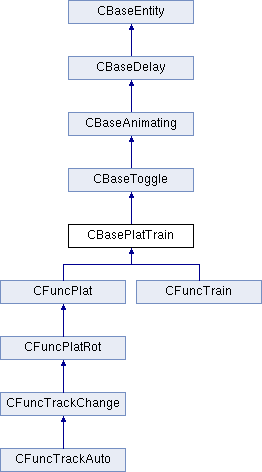 CBaseEntity
CBaseDelay
CBaseAnimating
CBaseToggle
CBasePlatTrain
CFuncPlat
CFuncTrain
CFuncPlatRot
CFuncTrackChange
CFuncTrackAuto